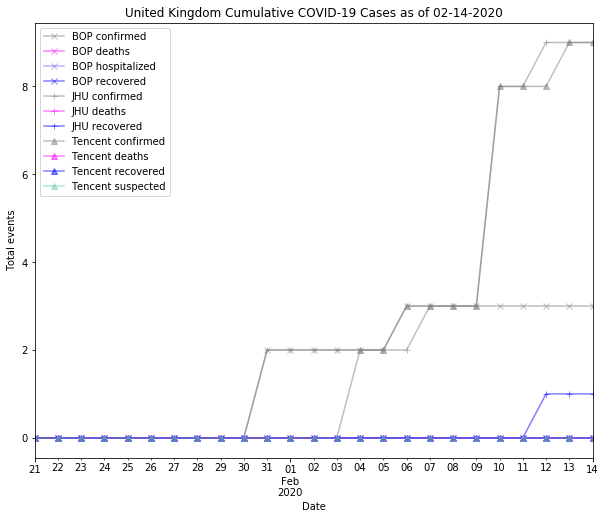 United Kingdom Cumulative COVID-19 Cases as of 02-14-2020
BOP confirmed
BOP deaths
BOP hospitalized
BOP recovered
JHU confirmed
JHU deaths
JHU recovered
Tencent confirmed
Tencent deaths
Tencent recovered
Tencent suspected
Total events
8
6
4
2
0
21 22 23 24 25 26 27 28 29 30 31 01 02 03 04 05 06 07 08 09 10 11 12 13 14
Feb
2020
Date